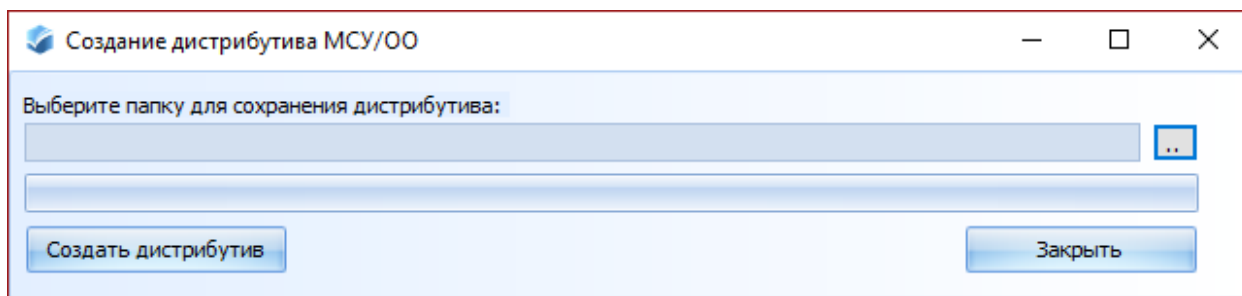 Создание дистрибутива МСУ/ОО
Выберите папку для сохранения дистрибутива:
..
Создать дистрибутив
Закрыть